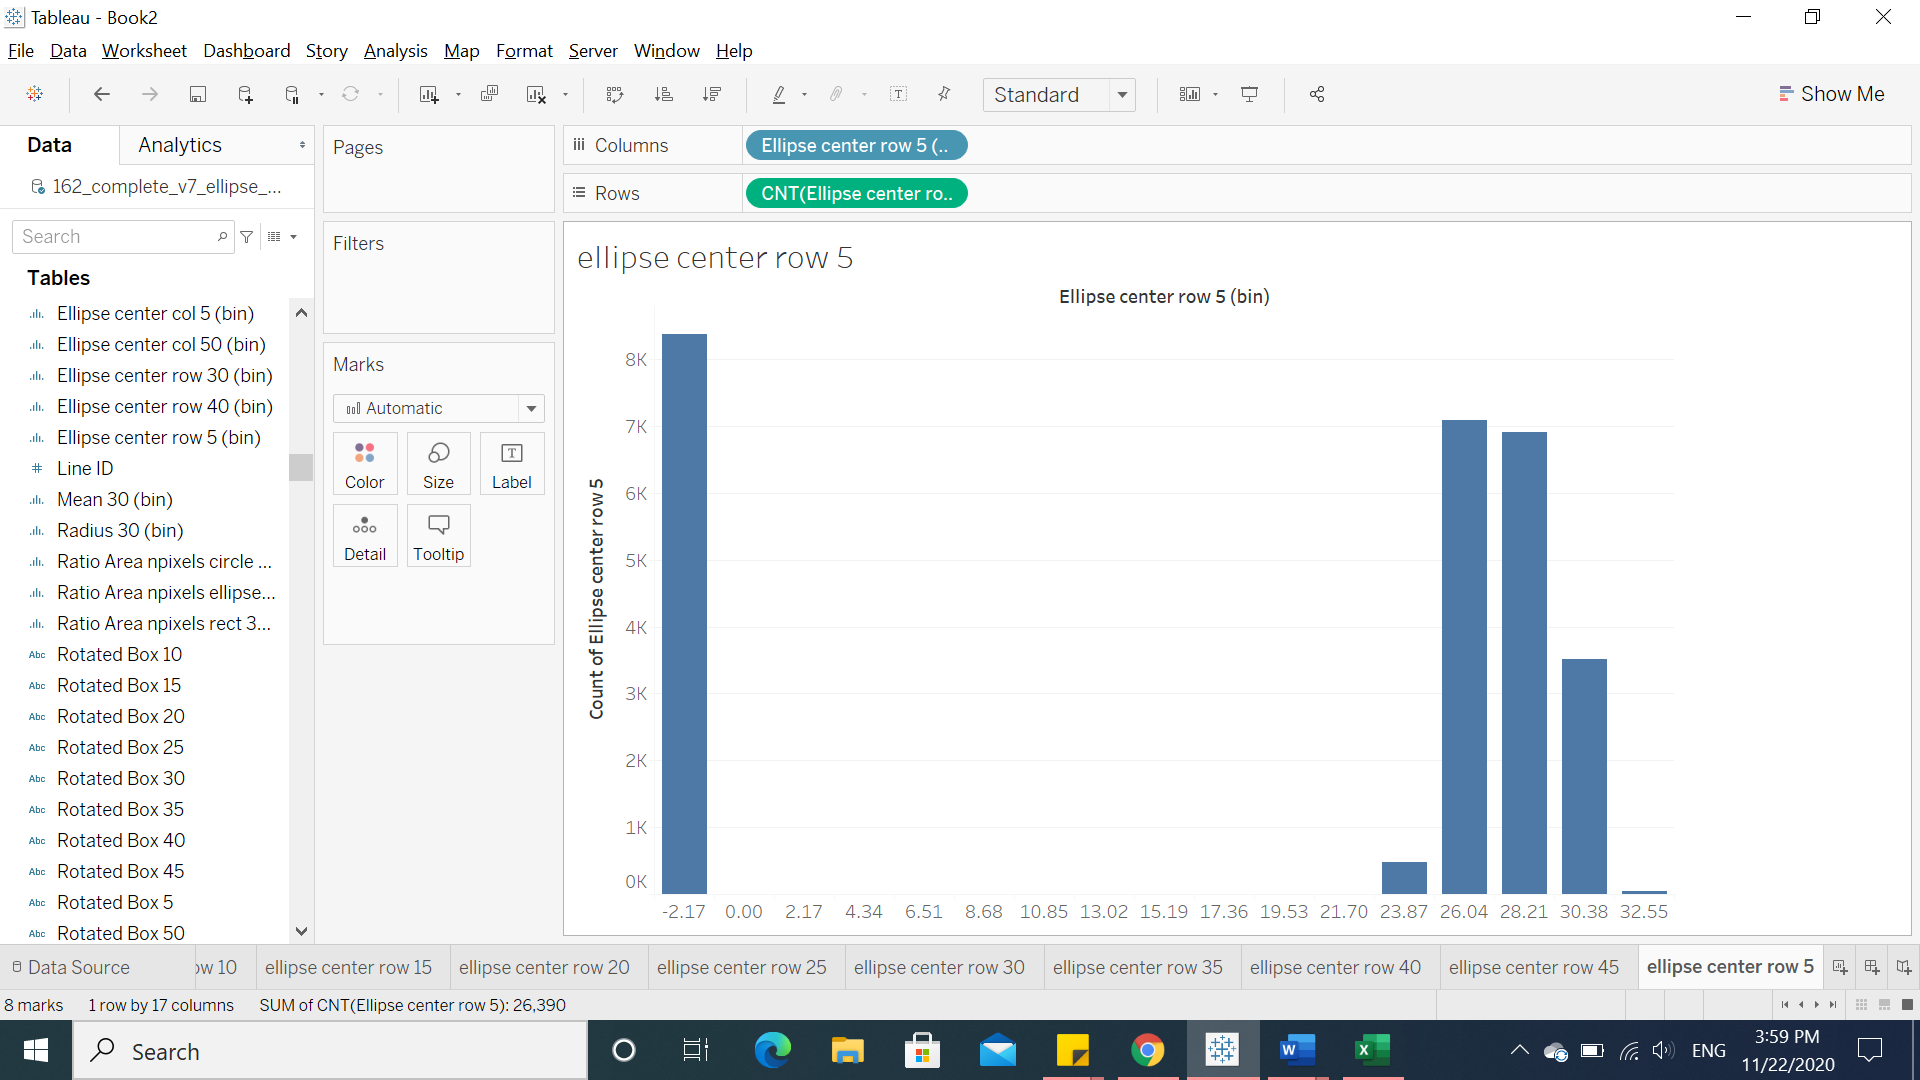 Tableau - Book2
File Data Worksheet Dashboard Story Analysis Map Format Server Window Help
Standard
Show Me
Data
Analytics
162_complete_v7_ellipse_...
Search
Tables
Ellipse center col 5 (bin)
Ellipse center col 50 (bin)
Ellipse center row 30 (bin)
Ellipse center row 40 (bin)
Ellipse center row 5 (bin)
# Line ID
Mean 30 (bin)
Radius 30 (bin)
Ratio Area npixels circle ...
Ratio Area npixels ellipse...
Ratio Area npixels rect 3...
Abc Rotated Box 10
Abc Rotated Box 15
Abc Rotated Box 20
Abc Rotated Box 25
Abc Rotated Box 30
Abc Rotated Box 35
Abc Rotated Box 40
Abc Rotated Box 45
Abc Rotated Box 5
Abc Rotated Box 50
Pages
Filters
Marks
Automatic
Color
Size
T
Label
Detail
Tooltip
Columns
Ellipse center row 5 (..
Rows
CNT(Ellipse center ro..
ellipse center row 5
Ellipse center row 5 (bin)
Count of Ellipse center row 5
8K
7K
6K
5K
4K
3K
2K
1K
0K
-2.17 0.00 2.17 4.34 6.51 8.68 10.85 13.02 15.19 17.36 19.53 21.70 23.87 26.04 28.21 30.38 32.55
Data Source
ow 10
ellipse center row 15
ellipse center row 20
ellipse center row 25
ellipse center row 30
ellipse center row 35
ellipse center row 40
ellipse center row 45
ellipse center row 5
8 marks
1 row by 17 columns
SUM of CNT(Ellipse center row 5): 26,390
Search
W
X
ENG
3:59 PM
11/22/2020